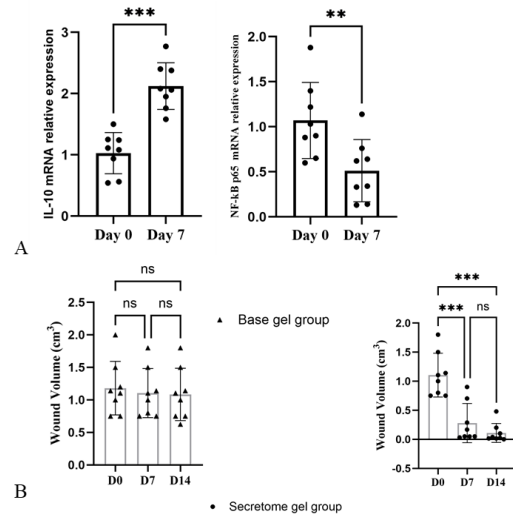 ***
IL-10 mRNA relative expression
3
2
1
0
Day 0 Day 7
**
NF-kB p65 mRNA relative expression
2.0
1.5
1.0
0.5
0.0
Day 0 Day 7
A
ns
ns ns
Wound Volume (cm³)
2.5
2.0
1.5
1.0
0.5
0.0
D0 D7 D14
▲ Base gel group
***
*** ns
Wound Volume (cm³)
2.0
1.5
1.0
0.5
0.0
-0.5
D0 D7 D14
B
● Secretome gel group